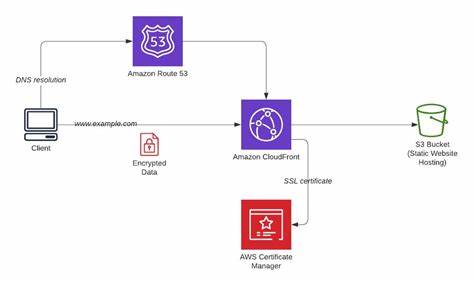 53
Amazon Route 53
DNS resolution
www.example.com
Client
Encrypted
Data
Amazon CloudFront
S3 Bucket
(Static Website
Hosting)
SSL certificate
AWS Certificate
Manager